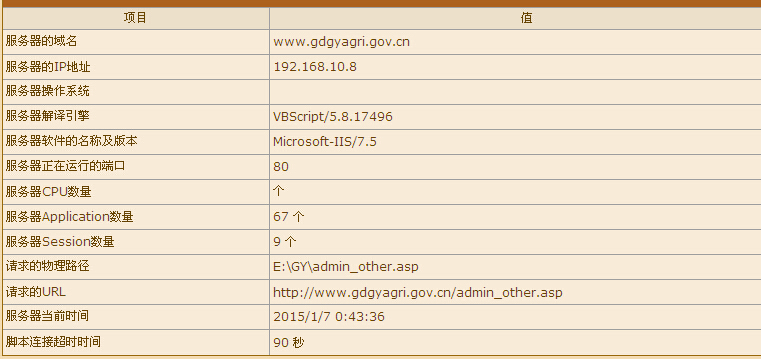 项目 值
服务器的域名 www.gdgyagri.gov.cn
服务器的IP地址 192.168.10.8
服务器操作系统
服务器解译引擎 VBScript/5.8.17496
服务器软件的名称及版本 Microsoft-IIS/7.5
服务器正在运行的端口 80
服务器CPU数量 个
服务器Application数量 67 个
服务器Session数量 9 个
请求的物理路径 E:\GY\admin_other.asp
请求的URL http://www.gdgyagri.gov.cn/admin_other.asp
服务器当前时间 2015/1/7 0:43:36
脚本连接超时时间 90 秒